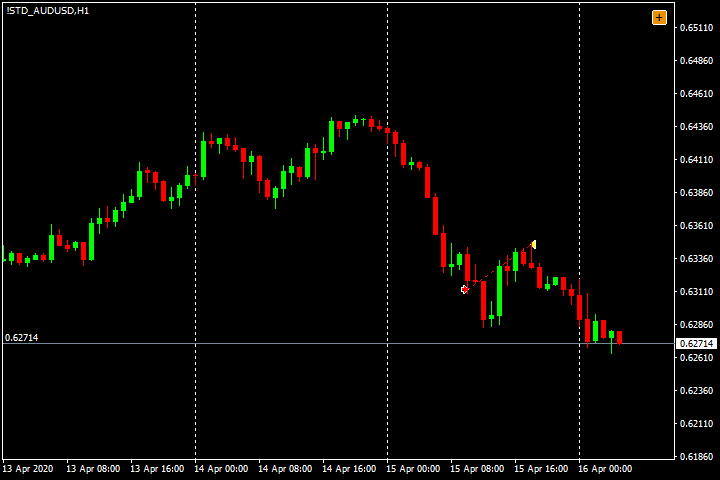 !STD_AUDUSD,H1
0.65110
0.64860
0.64610
0.64360
0.64110
0.63860
0.63610
0.63360
0.63110
0.62860
0.62714
0.62714
0.62610
0.62360
0.62110
0.61860
13 Apr 2020
13 Apr 08:00
13 Apr 16:00
14 Apr 00:00
14 Apr 08:00
14 Apr 16:00
15 Apr 00:00
15 Apr 08:00
15 Apr 16:00
16 Apr 00:00